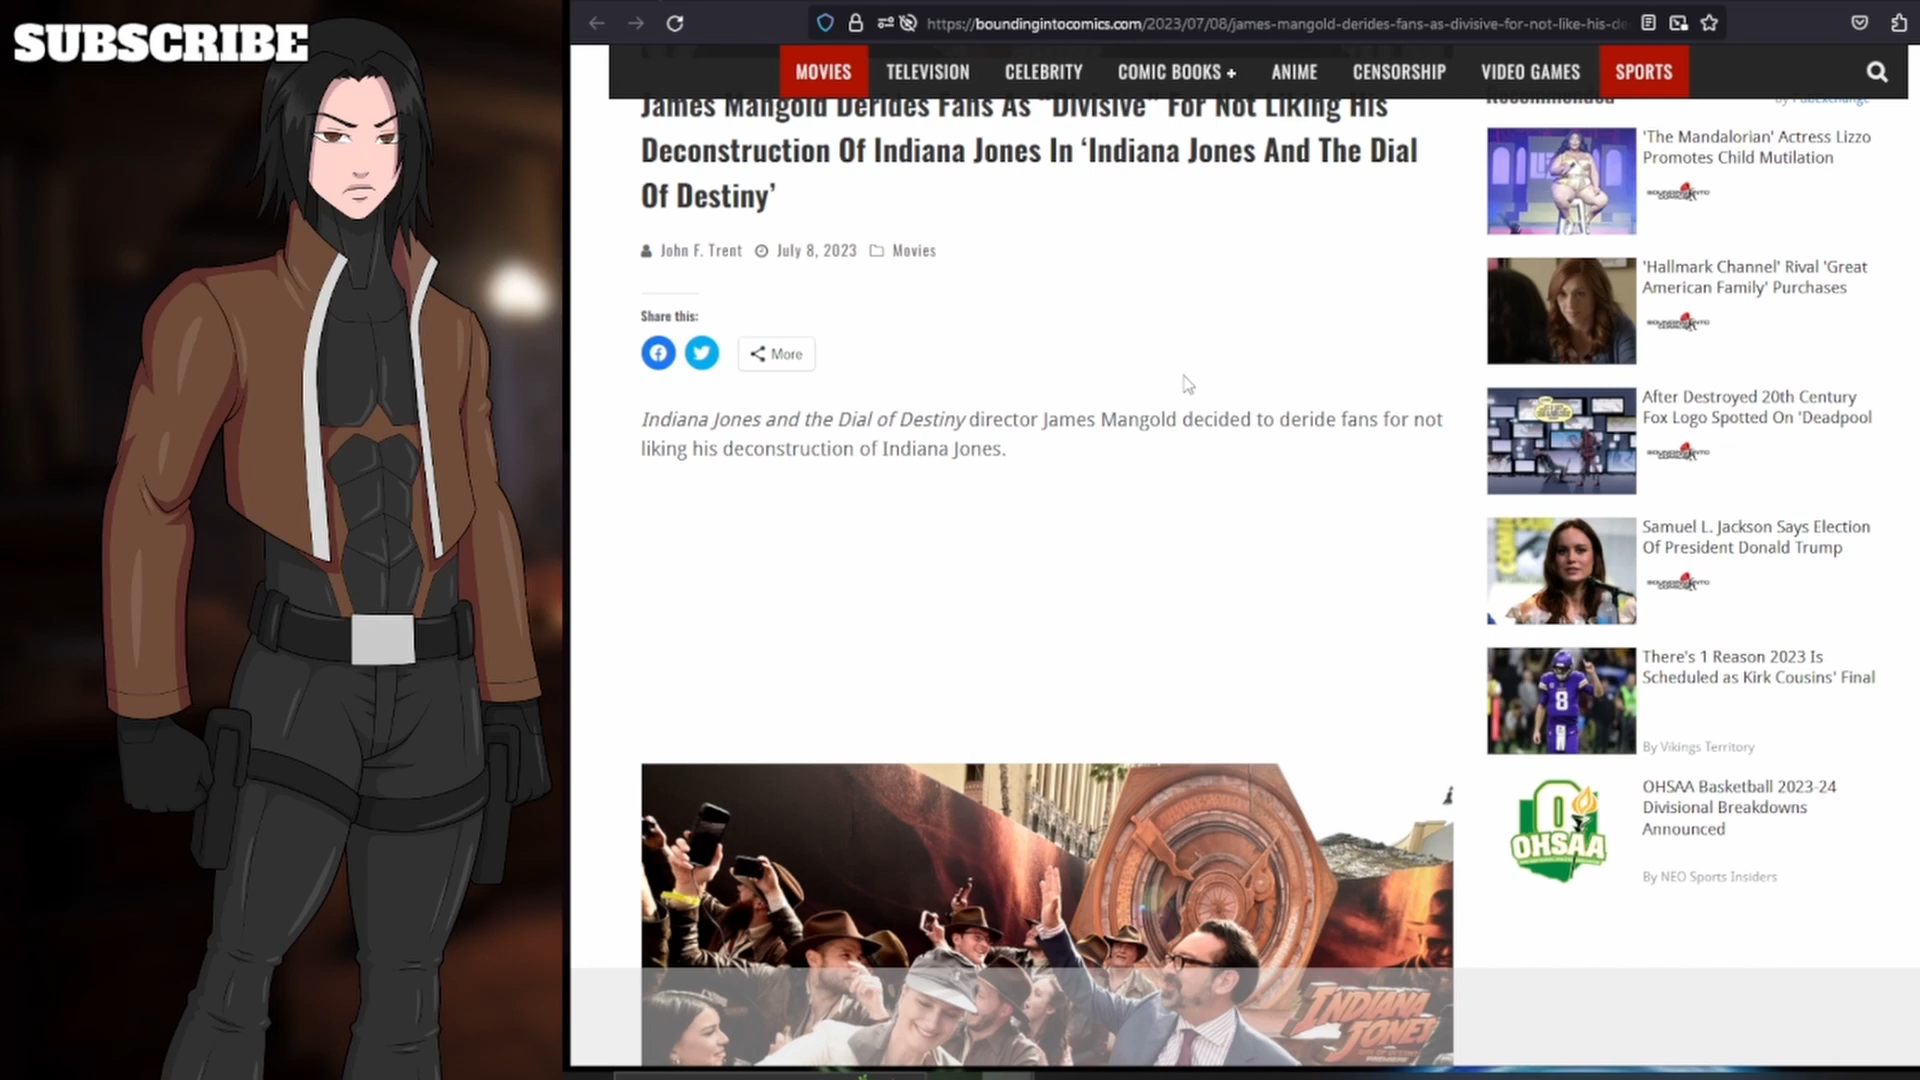 SUBSCRIBE
https://boundingintocomics.com/2023/07/08/james-mangold-derides-fans-as-divisive-for-not-like-his-de
MOVIES TELEVISION CELEBRITY COMIC BOOKS + ANIME CENSORSHIP VIDEO GAMES SPORTS
James Mangold Derides Fans As "Divisive" For Not Liking His
Deconstruction Of Indiana Jones In ‘Indiana Jones And The Dial
Of Destiny’
John F. Trent July 8, 2023 Movies
Share this:
More
Indiana Jones and the Dial of Destiny director James Mangold decided to deride fans for not
liking his deconstruction of Indiana Jones.
INDIANA
JONES
PREMIERE
Recommended
by PubExchange
'The Mandalorian' Actress Lizzo
Promotes Child Mutilation
'Hallmark Channel' Rival 'Great
American Family' Purchases
After Destroyed 20th Century
Fox Logo Spotted On 'Deadpool
Samuel L. Jackson Says Election
Of President Donald Trump
There's 1 Reason 2023 Is
Scheduled as Kirk Cousins' Final
8
By Vikings Territory
OHSAA Basketball 2023-24
Divisional Breakdowns
Announced
OHSAA
By NEO Sports Insiders